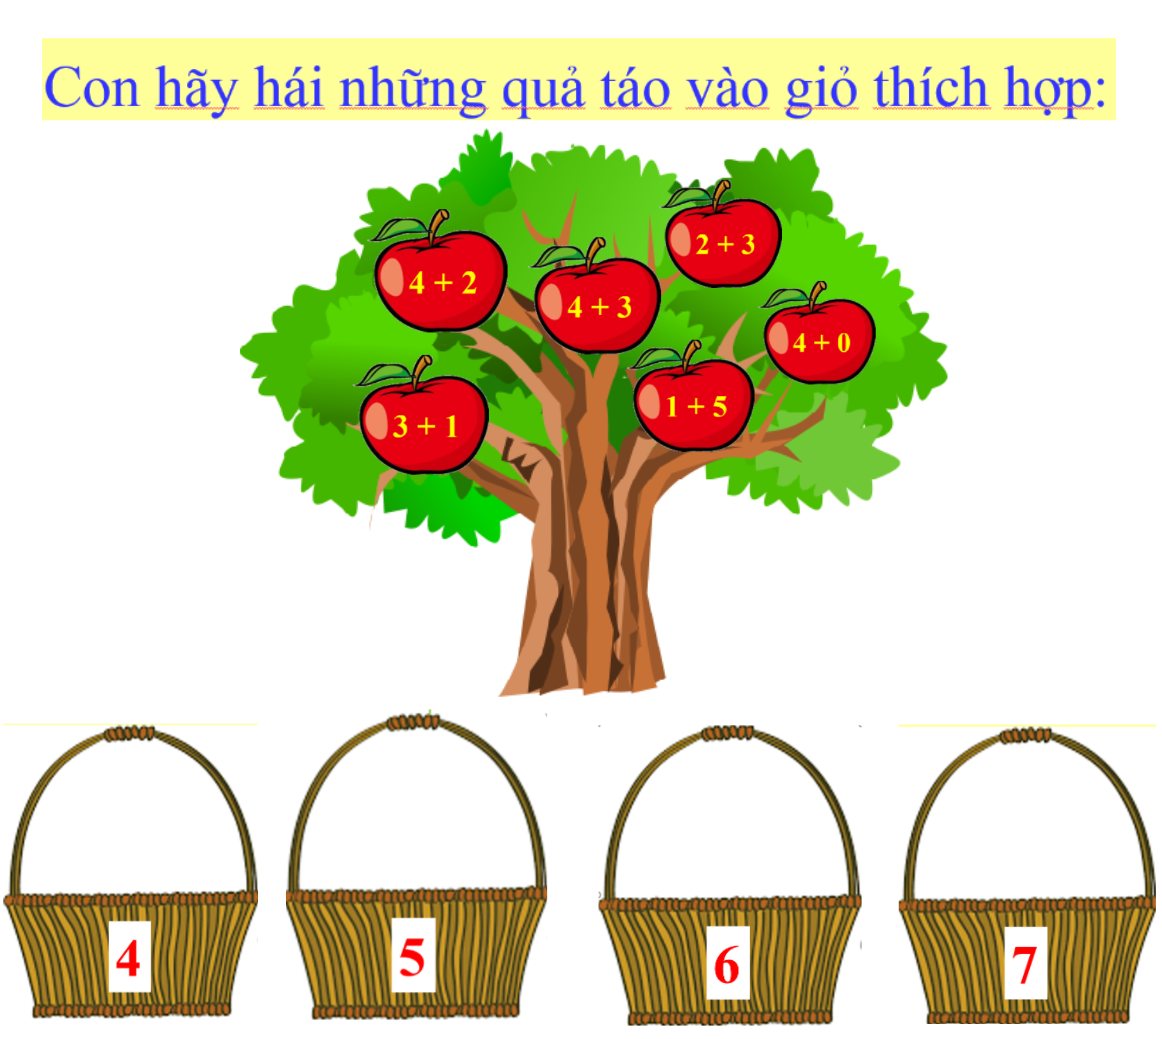 Con hãy hái những quả táo vào giỏ thích hợp:
2 + 3
4 + 2
4 + 3
4 + 0
1 + 5
3 + 1
4
5
6
7